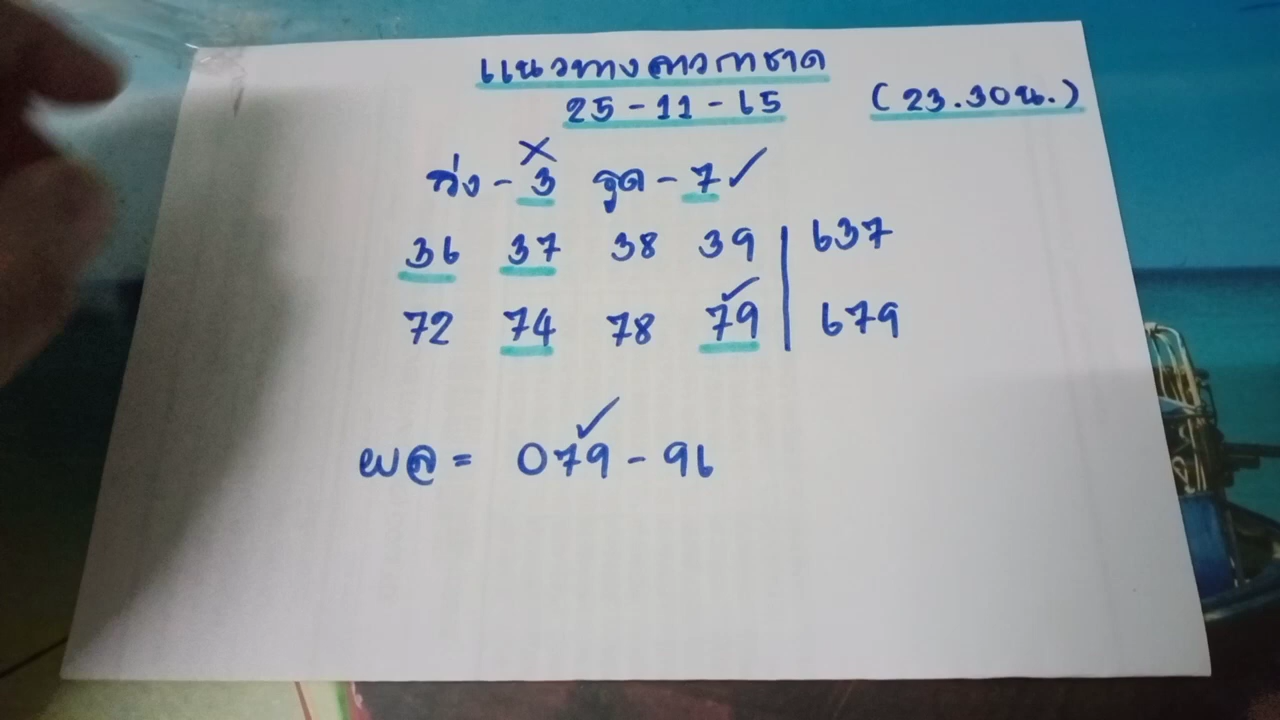 แนวทางลาวกาชาด
25-11-65 (23.30น.)
วิ่ง-3 รูด-7
36 37 38 39 637
72 74 78 79 679
ผล = 079-96